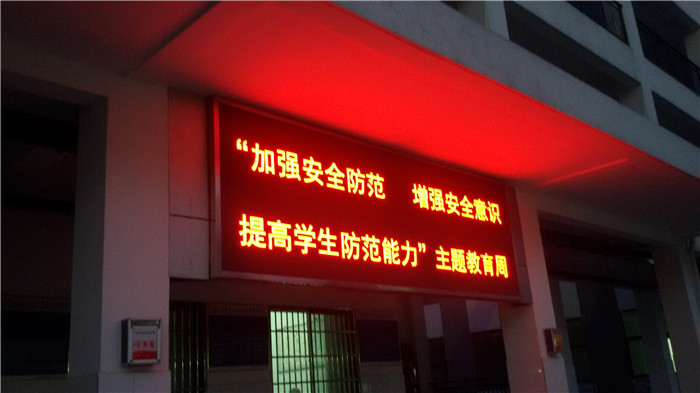 “加强安全防范 增强安全意识
提高学生防范能力”主题教育周